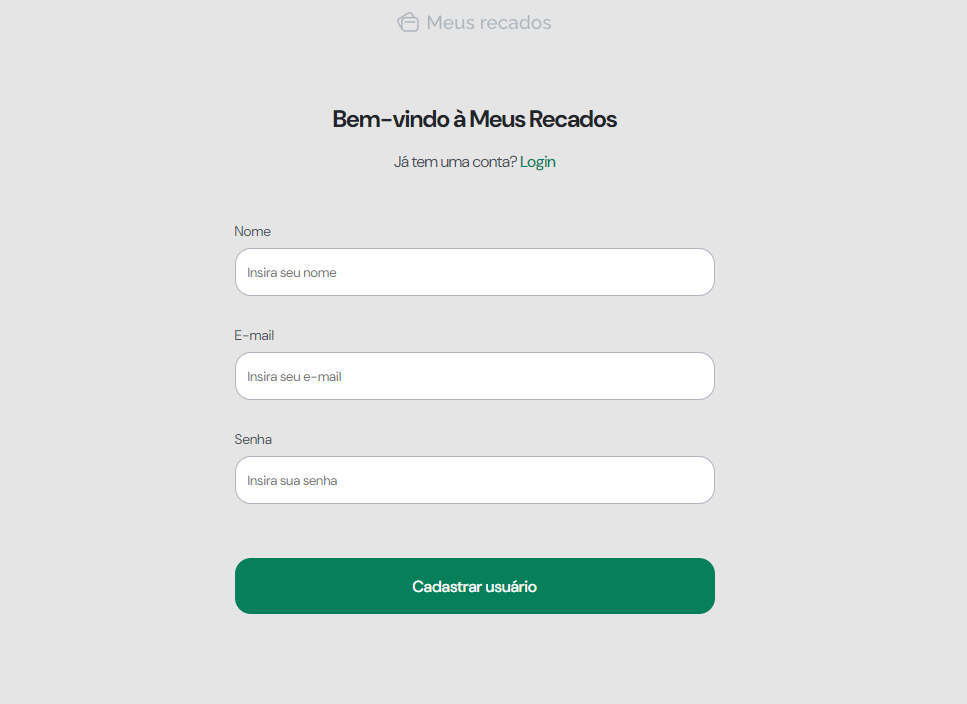 Meus recados
Bem-vindo à Meus Recados
Já tem uma conta? Login
Nome
Insira seu nome
E-mail
Insira seu e-mail
Senha
Insira sua senha
Cadastrar usuário